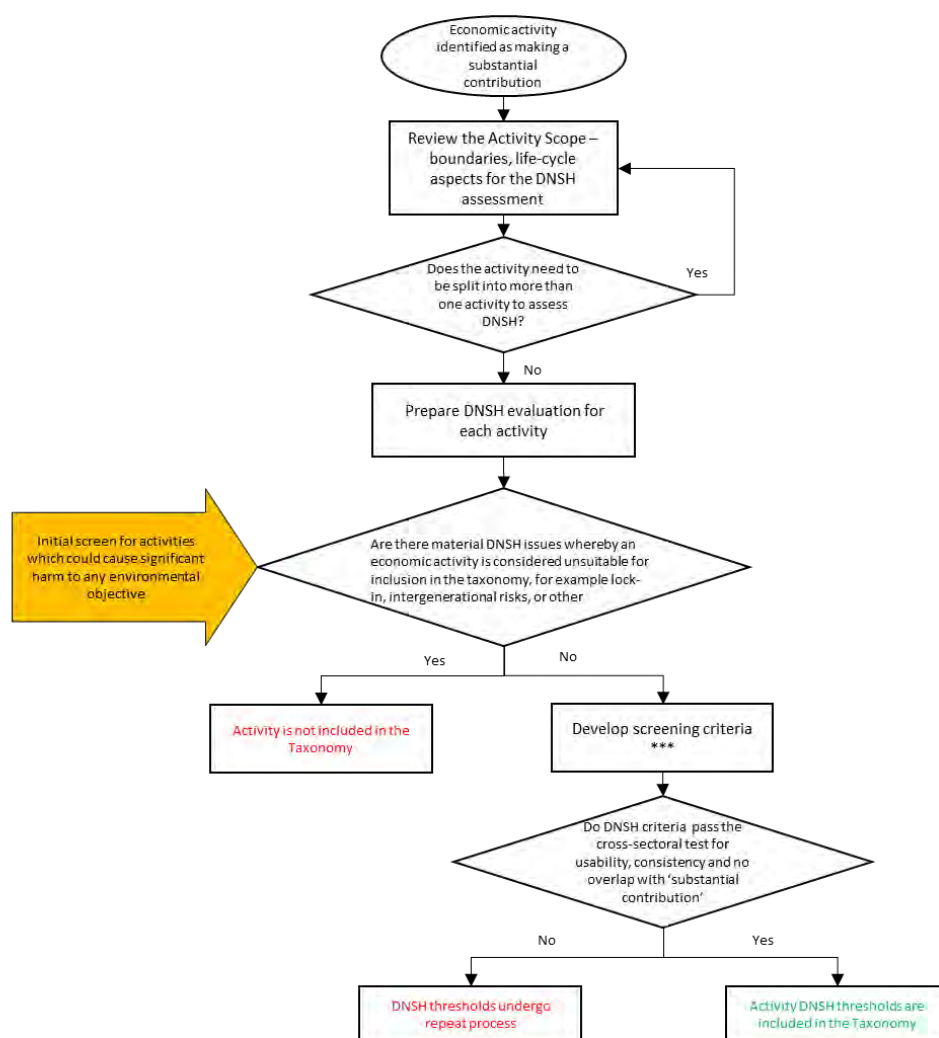 Economic activity
identified as making a
substantial
contribution
Review the Activity Scope –
boundaries, life-cycle
aspects for the DNSH
assessment
Does the activity need to
be split into more than
one activity to assess
DNSH?
Yes
No
Prepare DNSH evaluation for
each activity
Initial screen for activities
which could cause significant
harm to any environmental
objective
Are there material DNSH issues whereby an
economic activity is considered unsuitable for
inclusion in the taxonomy, for example lock-
in, intergenerational risks, or other
Yes
No
Activity is not included in the
Taxonomy
Develop screening criteria
***
Do DNSH criteria pass the
cross-sectoral test for
usability, consistency and no
overlap with ‘substantial
contribution’
No
Yes
DNSH thresholds undergo
repeat process
Activity DNSH thresholds are
included in the Taxonomy